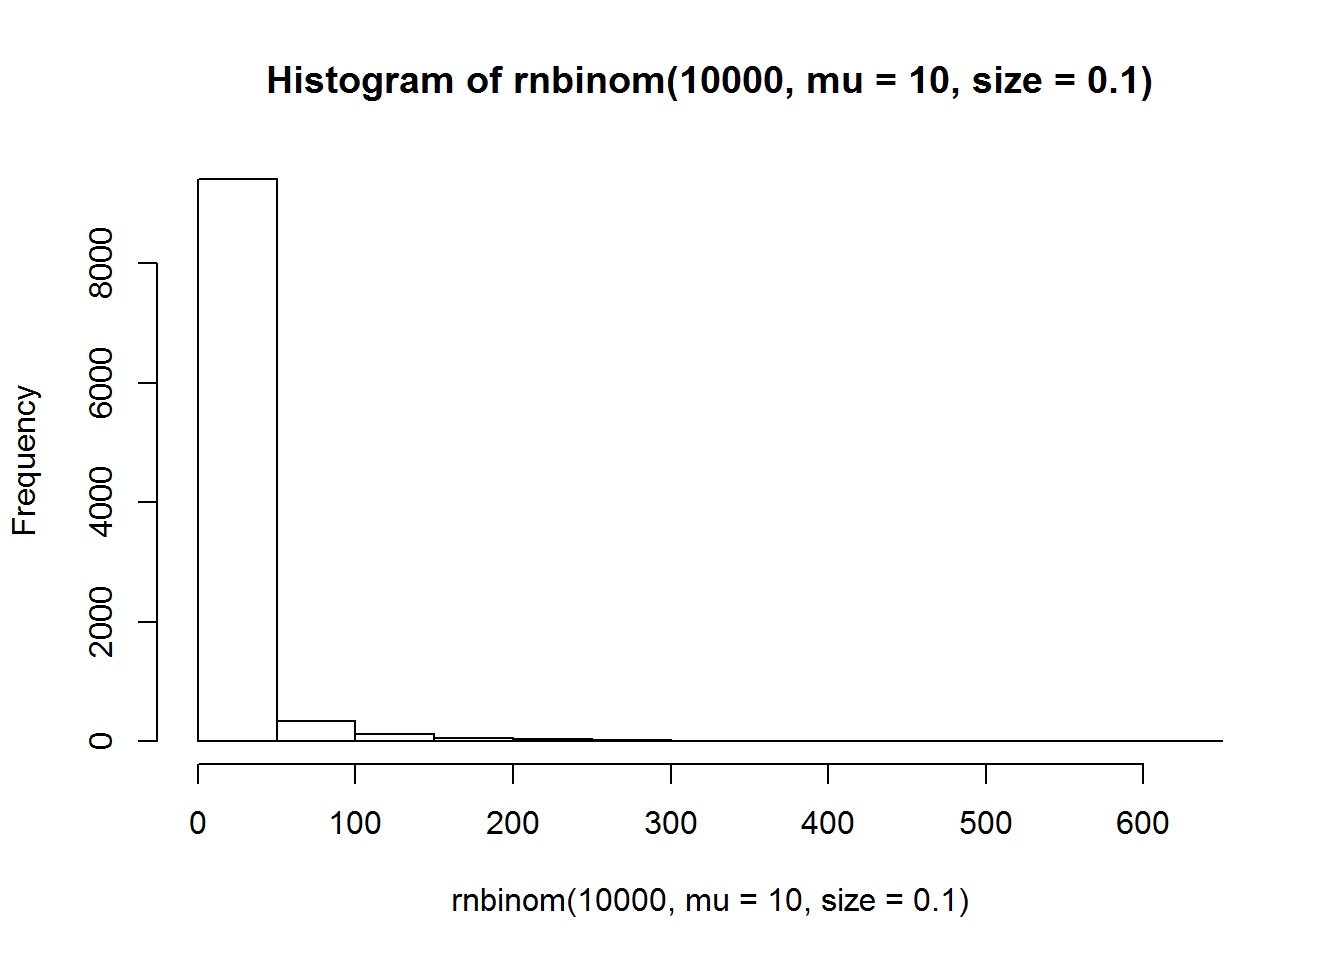 Histogram of rnbinom(10000, mu = 10, size = 0.1)
Frequency
8000
6000
4000
2000
0
0 100 200 300 400 500 600
rnbinom(10000, mu = 10, size = 0.1)